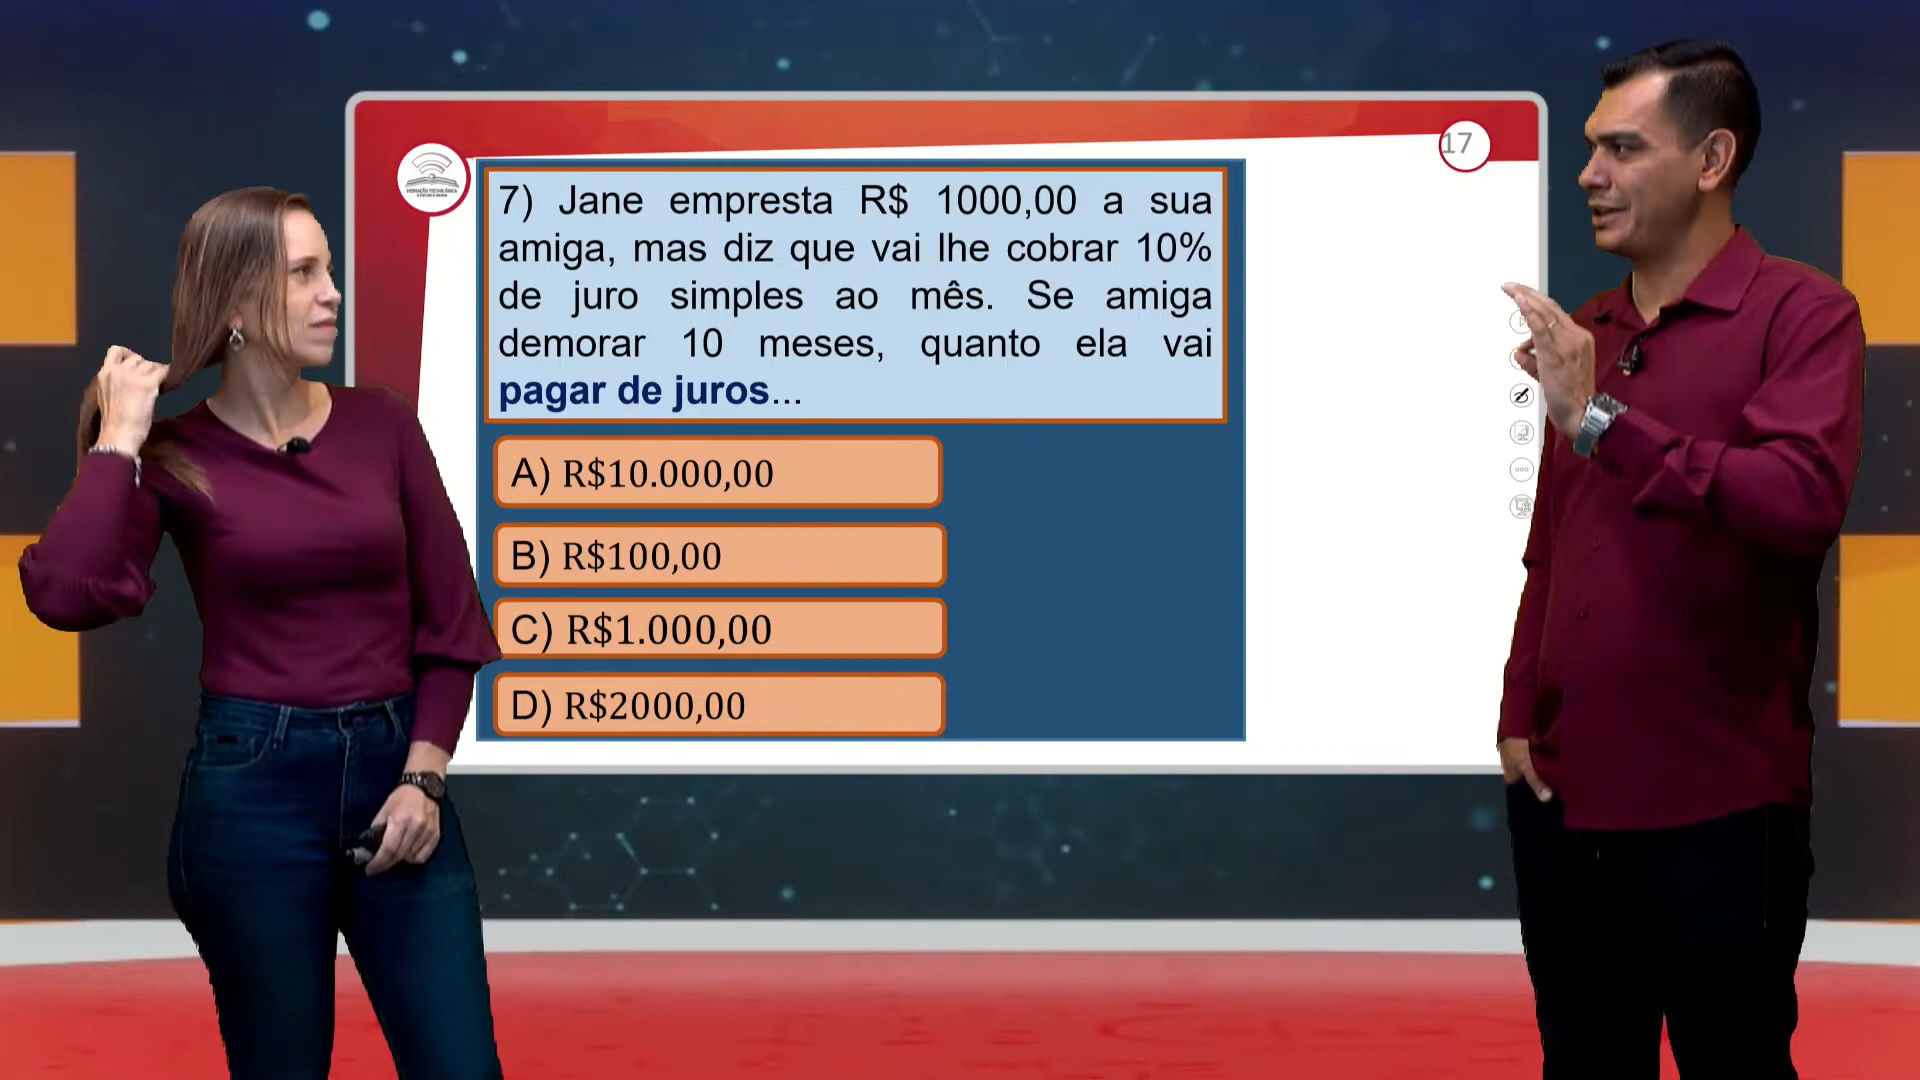 17
7) Jane empresta R$ 1000,00 a sua
amiga, mas diz que vai lhe cobrar 10%
de juro simples ao mês. Se amiga
demorar 10 meses, quanto ela vai
pagar de juros...
A) R$10.000,00
B) R$100,00
C) R$1.000,00
D) R$2000,00